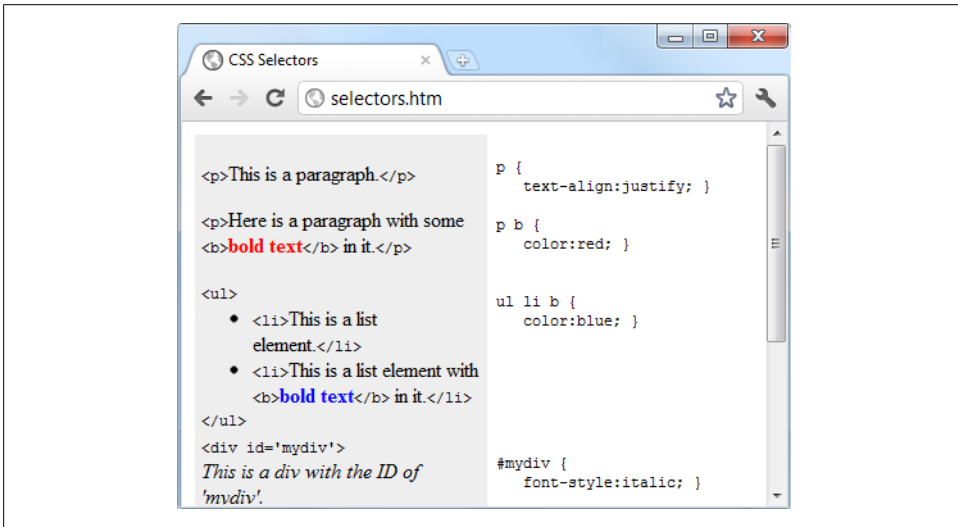 CSS Selectors
selectors.htm
<p>This is a paragraph.</p>
<p>Here is a paragraph with some
<b>bold text</b> in it.</p>
<ul>
• <li>This is a list
element.</li>
• <li>This is a list element with
<b>bold text</b> in it.</li>
</ul>
<div id='mydiv'>
This is a div with the ID of
'mydiv'.
p {
text-align:justify; }
p b {
color:red; }
ul li b {
color:blue; }
#mydiv {
font-style:italic; }